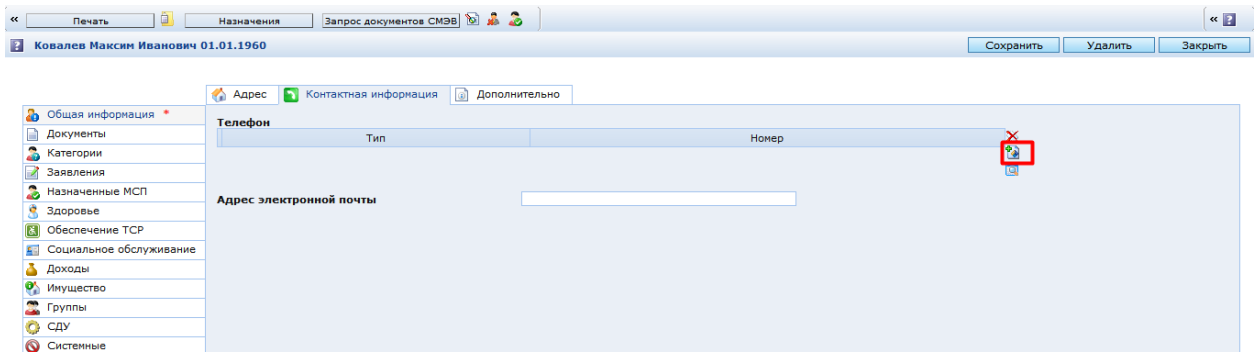 « Печать Назначения Запрос документов СМЭВ « ?
? Ковалев Максим Иванович 01.01.1960 Сохранить Удалить Закрыть
Адрес Контактная информация Дополнительно
Общая информация *
Документы
Категории
Заявления
Назначенные МСП
Здоровье
Обеспечение ТСР
Социальное обслуживание
Доходы
Имущество
Группы
СДУ
Системные
Телефон
Тип Номер
Адрес электронной почты